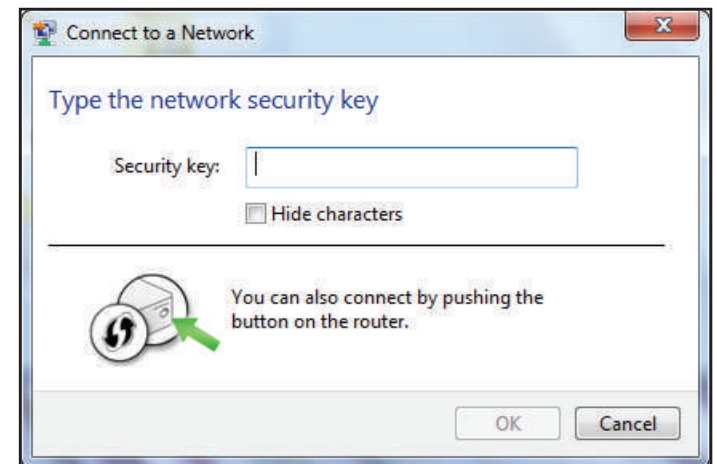 Connect to a Network
Type the network security key
Security key:
Hide characters
You can also connect by pushing the
button on the router.
OK
Cancel